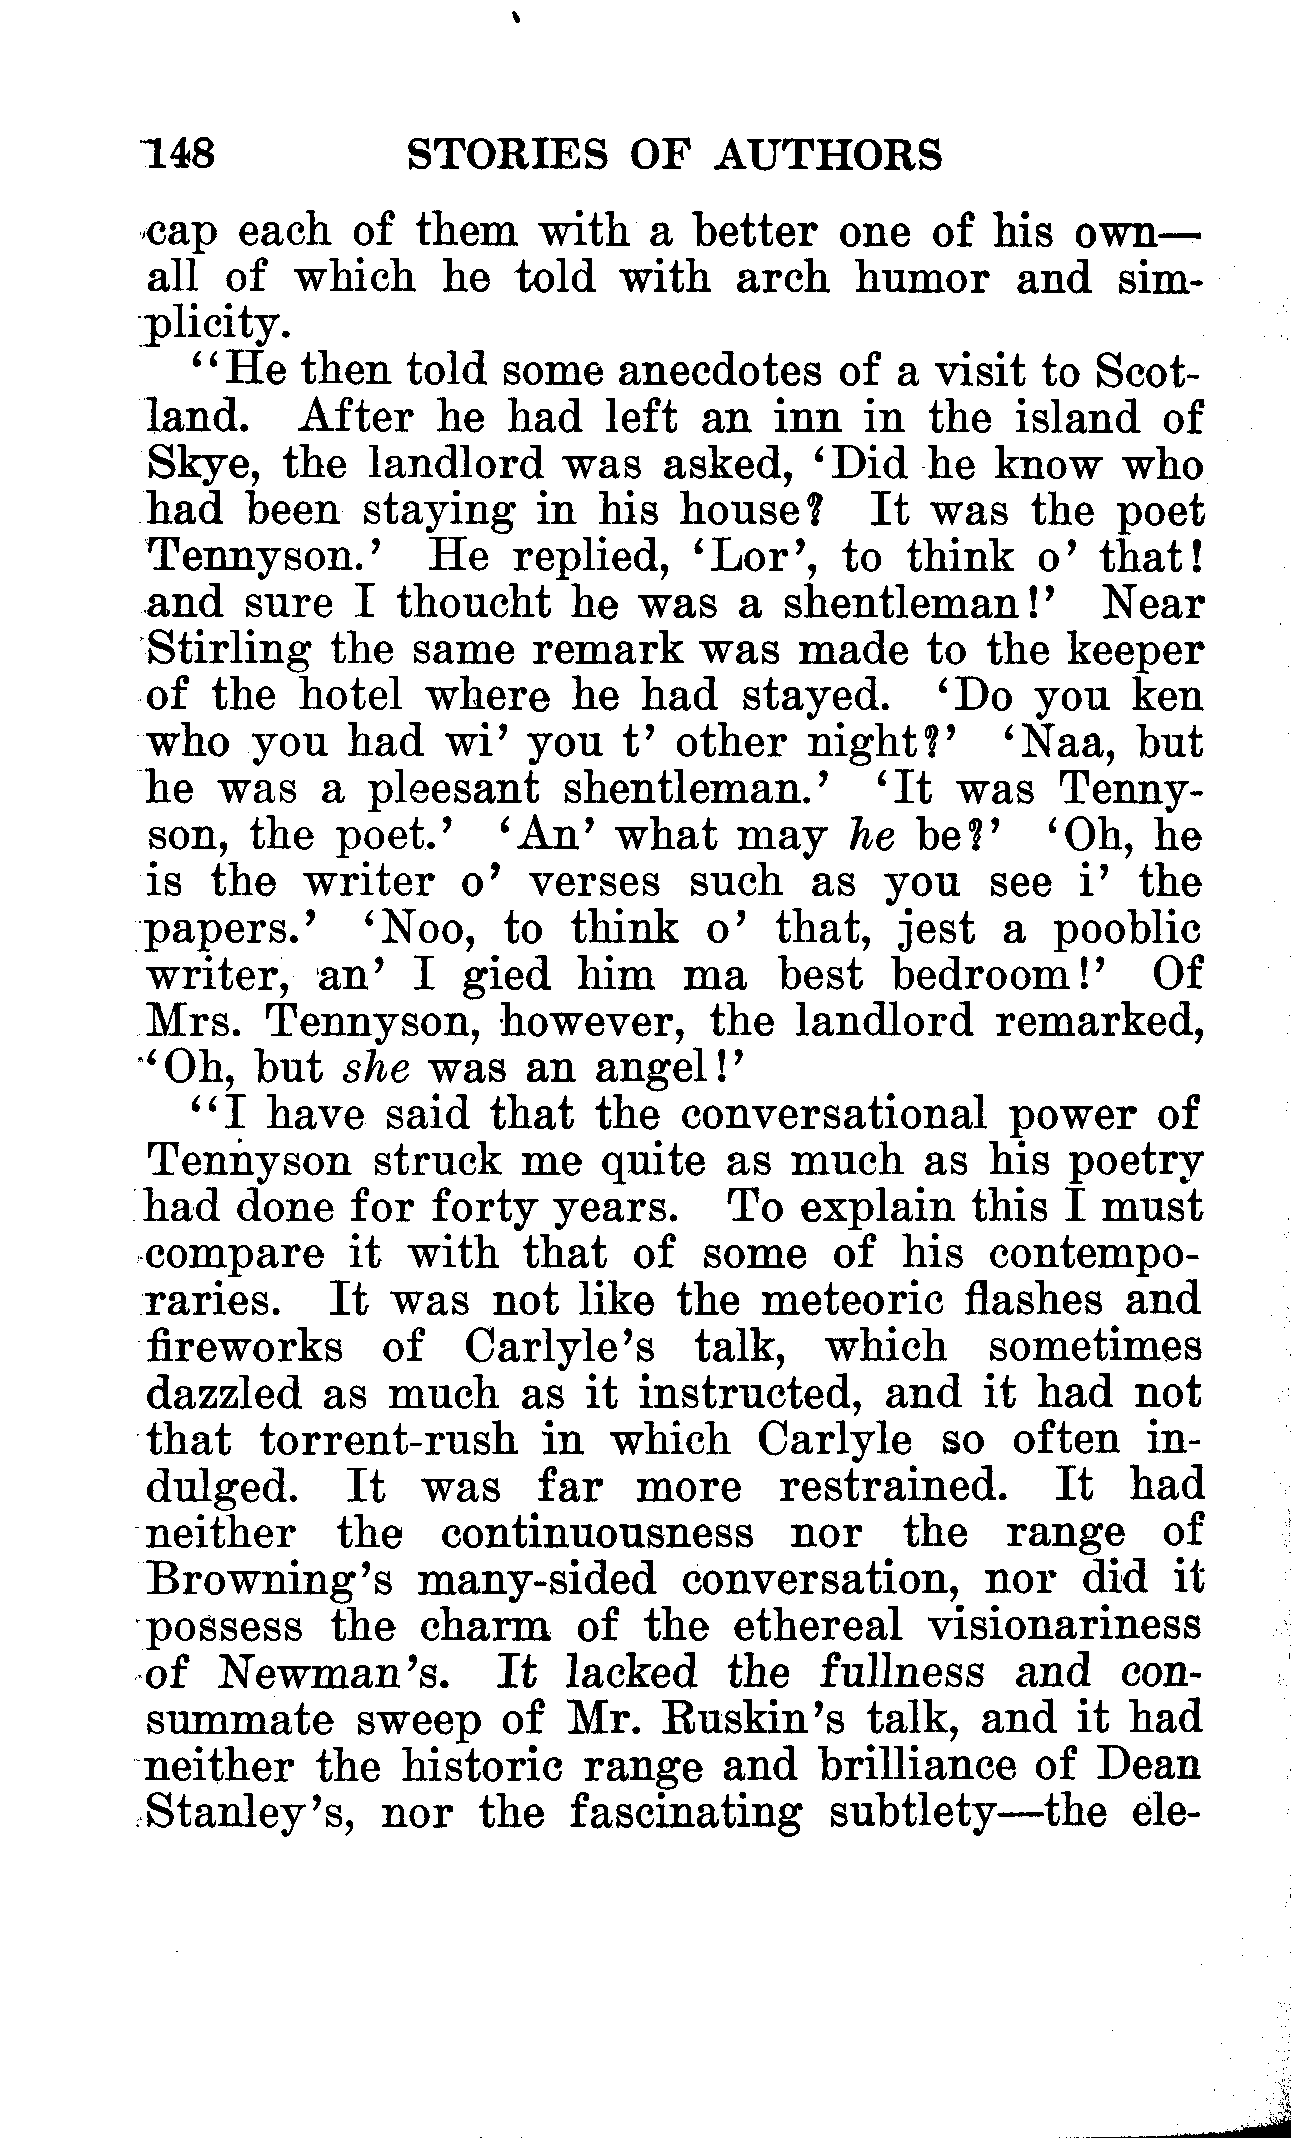 148 STORIES OF AUTHORS
cap each of them with a better one of his own—
all of which he told with arch humor and sim-
plicity.
"He then told some anecdotes of a visit to Scot-
land. After he had left an inn in the island of
Skye, the landlord was asked, 'Did he know who
had been staying in his house? It was the poet
Tennyson.' He replied, 'Lor', to think o' that!
and sure I thoucht he was a shentleman!' Near
Stirling the same remark was made to the keeper
of the hotel where he had stayed. 'Do you ken
who you had wi' you t' other night?' 'Naa, but
he was a pleesant shentleman.' 'It was Tenny-
son, the poet.' 'An' what may he be?' 'Oh, he
is the writer o' verses such as you see i' the
papers.' 'Noo, to think o' that, jest a pooblic
writer, an' I gied him ma best bedroom!' Of
Mrs. Tennyson, however, the landlord remarked,
'Oh, but she was an angel!'
"I have said that the conversational power of
Tennyson struck me quite as much as his poetry
had done for forty years. To explain this I must
compare it with that of some of his contempo-
raries. It was not like the meteoric flashes and
fireworks of Carlyle's talk, which sometimes
dazzled as much as it instructed, and it had not
that torrent-rush in which Carlyle so often in-
dulged. It was far more restrained. It had
neither the continuousness nor the range of
Browning's many-sided conversation, nor did it
possess the charm of the ethereal visionariness
of Newman's. It lacked the fullness and con-
summate sweep of Mr. Ruskin's talk, and it had
neither the historic range and brilliance of Dean
Stanley's, nor the fascinating subtlety—the ele-